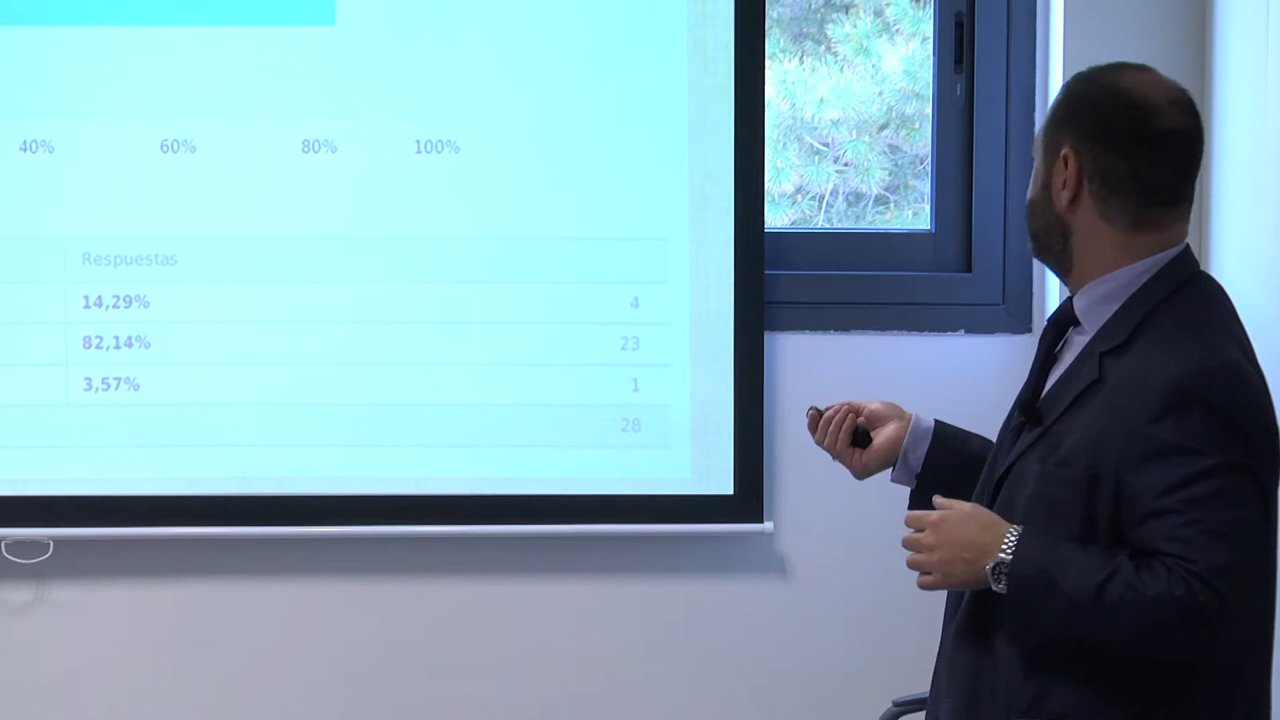 40% 60% 80% 100%
Respuestas
14,29% 4
82,14% 23
3,57% 1
28